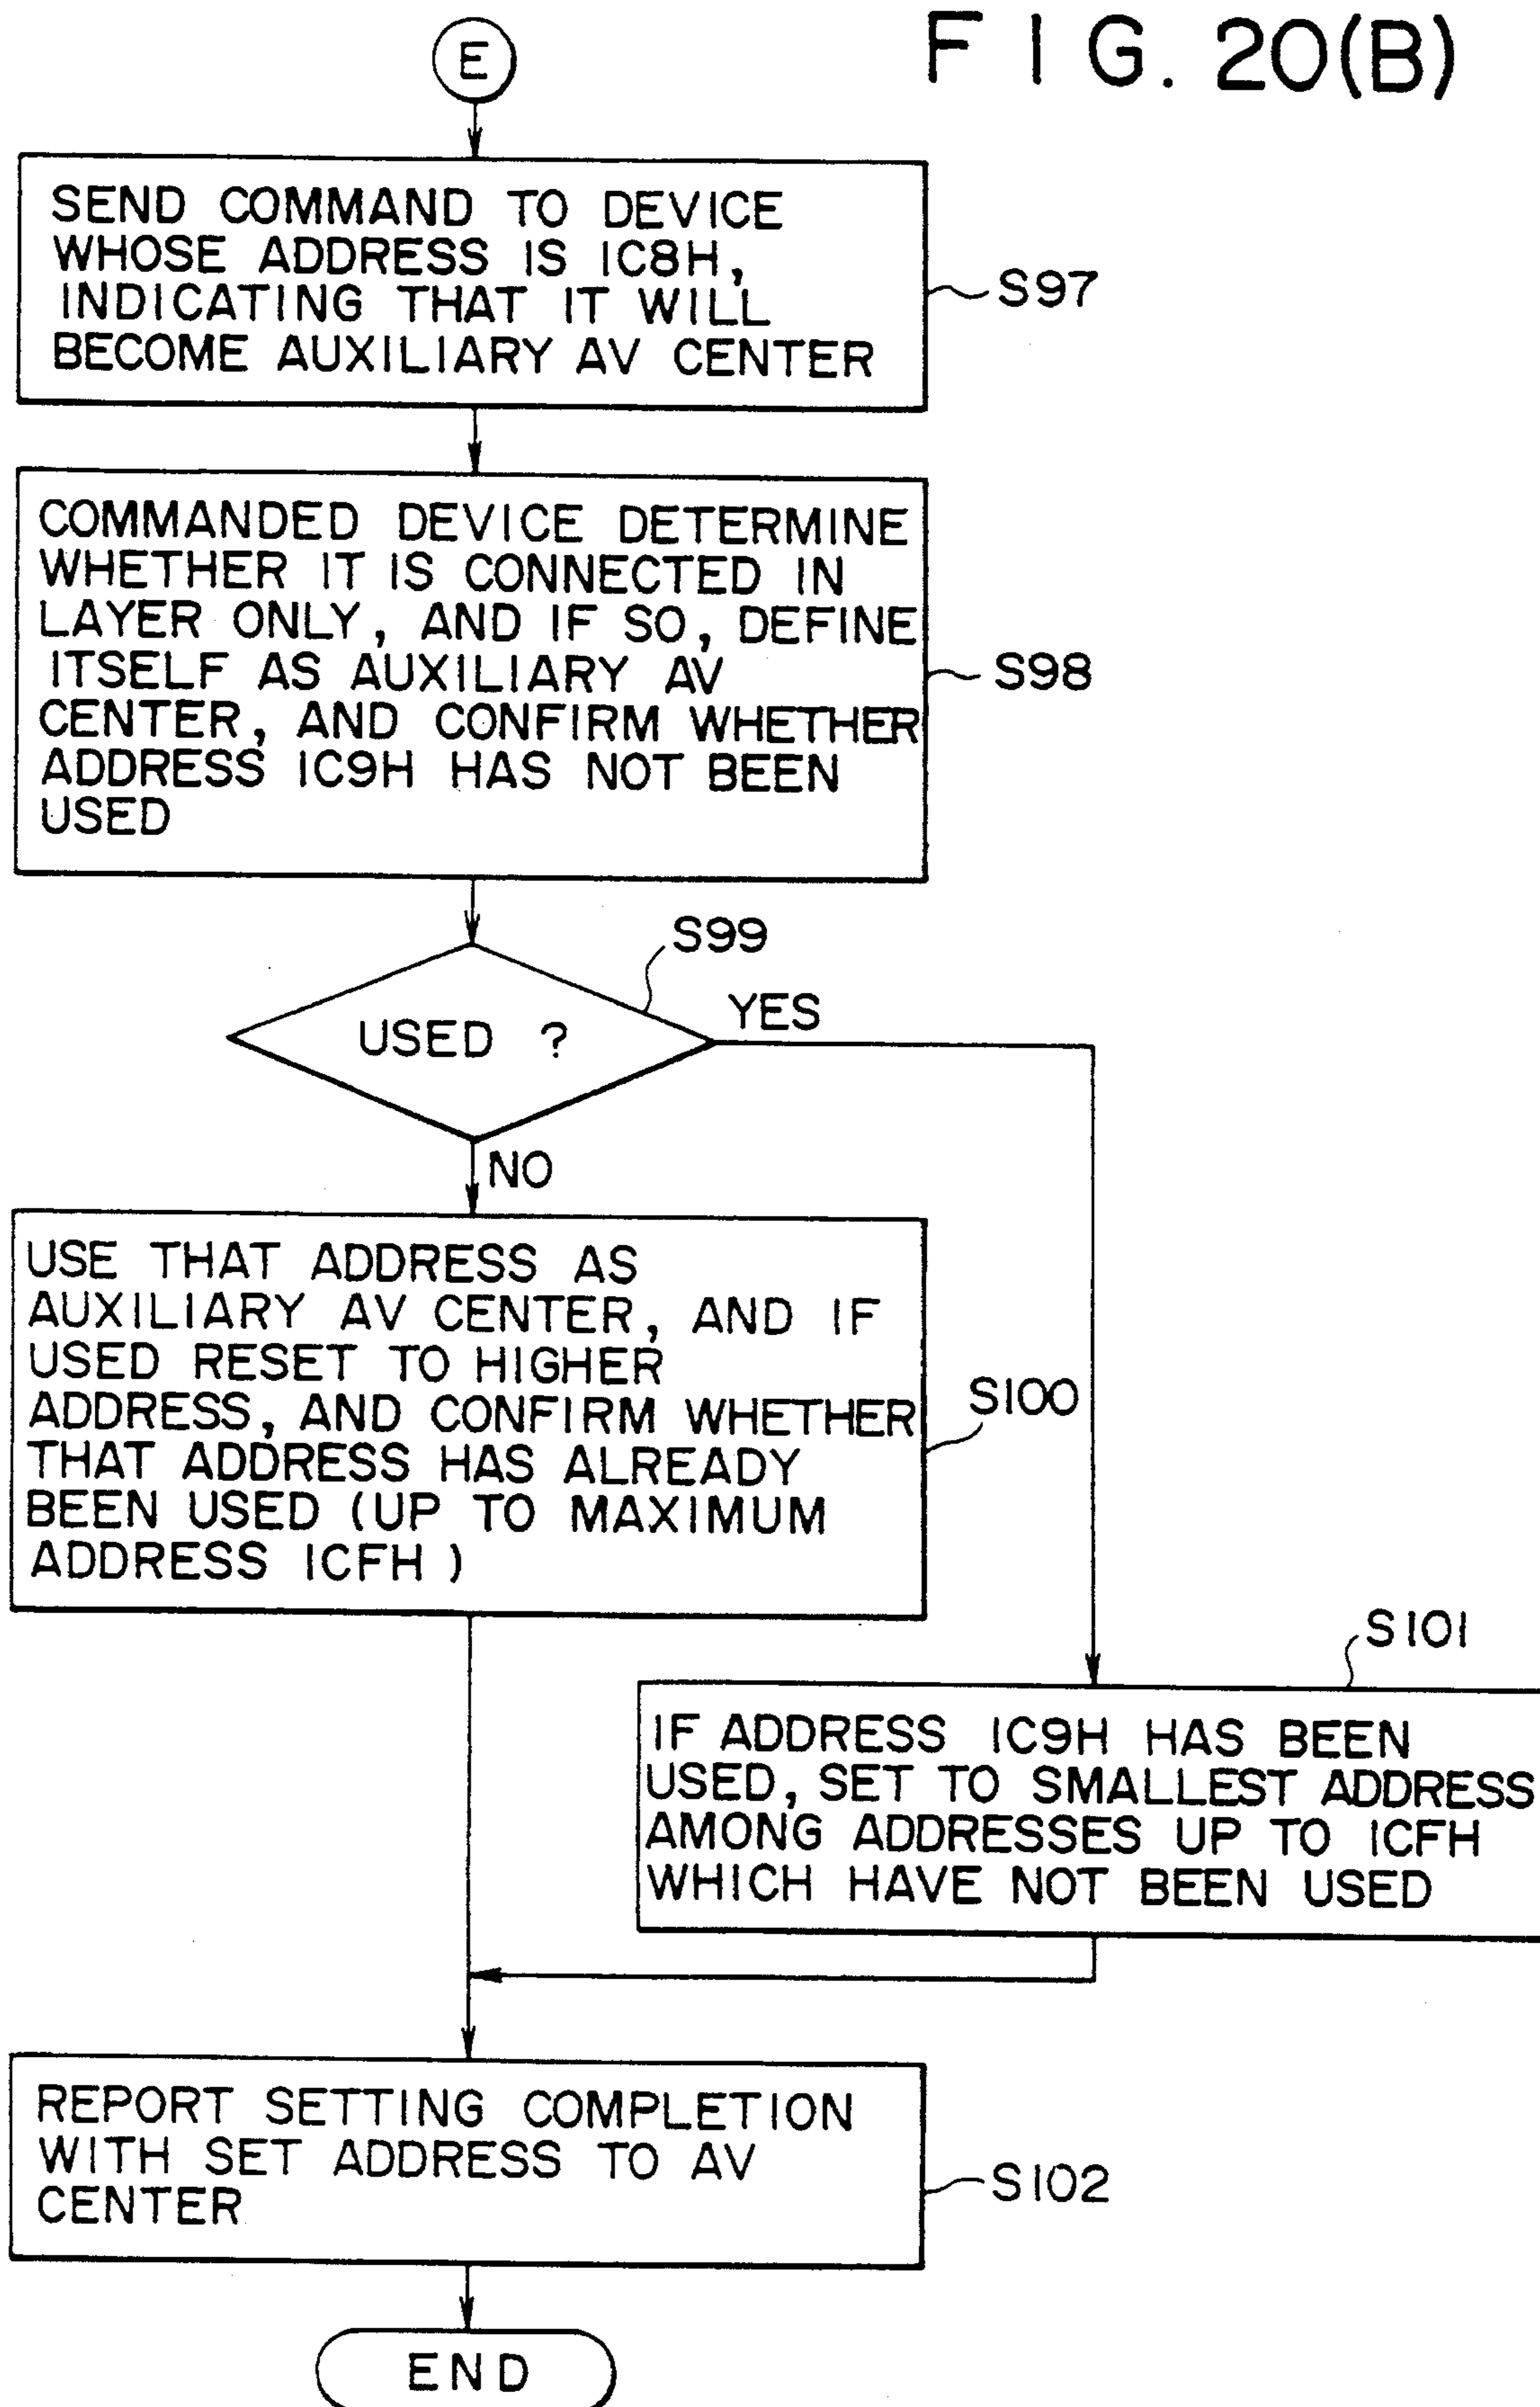 FIG. 20(B)
E
SEND COMMAND TO DEVICE
WHOSE ADDRESS IS 1C8H,
INDICATING THAT IT WILL
BECOME AUXILIARY AV CENTER
S97
COMMANDED DEVICE DETERMINE
WHETHER IT IS CONNECTED IN
LAYER ONLY, AND IF SO, DEFINE
ITSELF AS AUXILIARY AV
CENTER, AND CONFIRM WHETHER
ADDRESS 1C9H HAS NOT BEEN
USED
S98
S99
USED ?
YES
NO
USE THAT ADDRESS AS
AUXILIARY AV CENTER, AND IF
USED RESET TO HIGHER
ADDRESS, AND CONFIRM WHETHER
THAT ADDRESS HAS ALREADY
BEEN USED (UP TO MAXIMUM
ADDRESS 1CFH)
S100
S101
IF ADDRESS 1C9H HAS BEEN
USED, SET TO SMALLEST ADDRESS
AMONG ADDRESSES UP TO 1CFH
WHICH HAVE NOT BEEN USED
REPORT SETTING COMPLETION
WITH SET ADDRESS TO AV
CENTER
S102
END